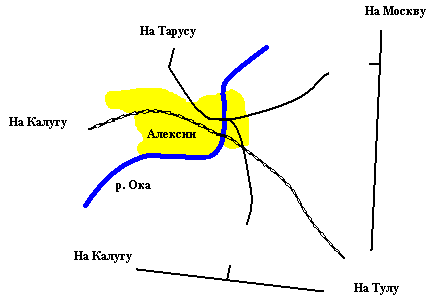 На Москву
На Тарусу
На Калугу
Алексин
р. Ока
На Калугу
На Тулу